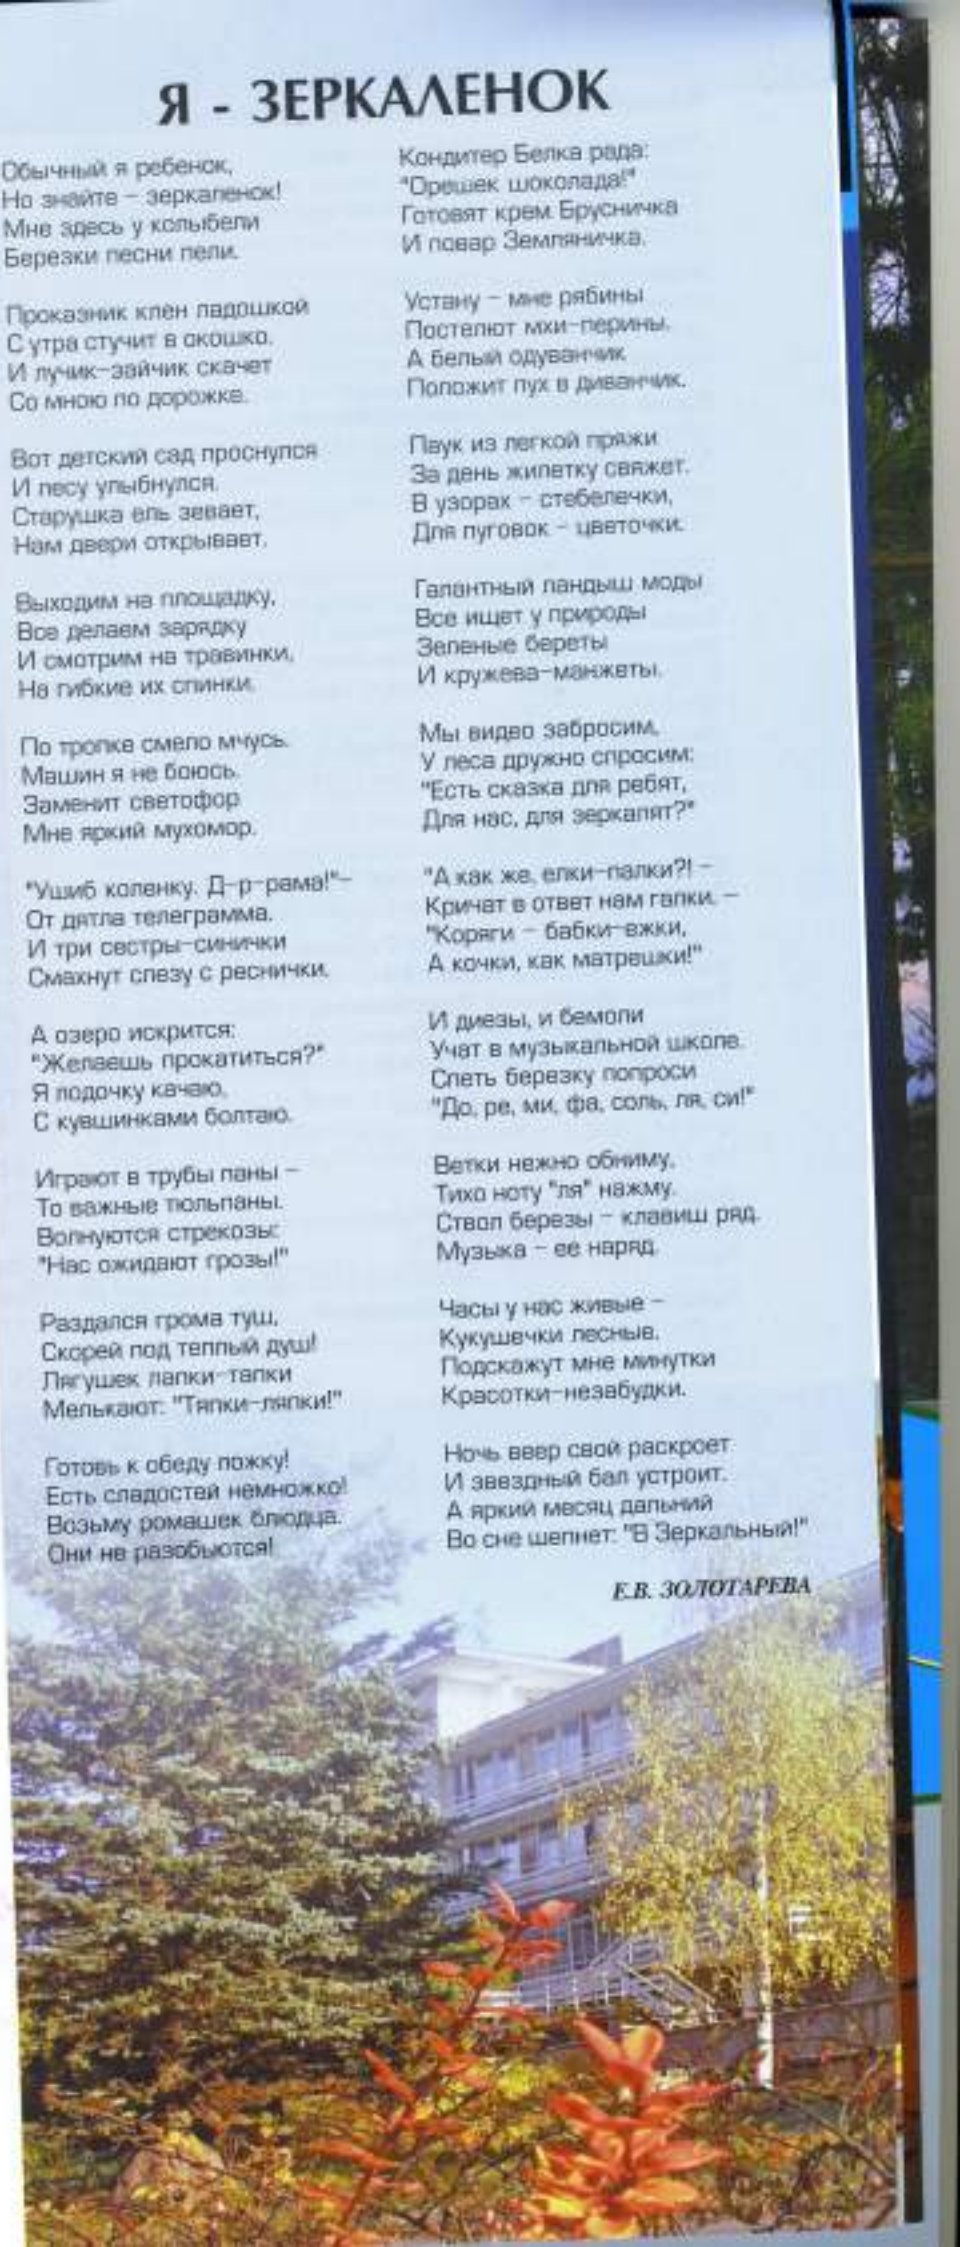 Я - ЗЕРКАЛЕНОК
Обычный я ребенок,
Но знайте - зеркаленок!
Мне здесь у колыбели
Березки песни пели.
Проказник клен ладошкой
С утра стучит в окошко.
И лучик-зайчик скачет
Со мною по дорожке.
Вот детский сад проснулся
И лесу улыбнулся.
Старушка ель зевает,
Нам двери открывает.
Выходим на площадку,
Все делаем зарядку
И смотрим на травинки,
На гибкие их спинки.
По тропке смело мчусь.
Машин я не боюсь.
Заменит светофор
Мне яркий мухомор.
"Ушиб коленку. Д-р-рама!"-
От дятла телеграмма.
И три сестры-синички
Смахнут слезу с реснички.
А озеро искрится:
"Желаешь прокатиться?"
Я лодочку качаю,
С кувшинками болтаю.
Играют в трубы паны -
То важные тюльпаны.
Волнуются стрекозы:
"Нас ожидают грозы!"
Раздался грома туш,
Скорей под теплый душ!
Лягушек лапки-тапки
Мелькают: "Тяпки-ляпки!"
Готовь к обеду ложку!
Есть сладостей немножко!
Возьму ромашек блюдца.
Они не разобьются!
Кондитер Белка рада:
"Орешек шоколада!"
Готовят крем Брусничка
И повар Земляничка.
Устану - мне рябины
Постелют мхи-перины.
А белый одуванчик
Положит пух в диванчик.
Паук из легкой пряжи
За день жилетку свяжет.
В узорах - стебелечки,
Для пуговок - цветочки.
Галантный ландыш моды
Все ищет у природы
Зеленые береты
И кружева-манжеты.
Мы видео забросим,
У леса дружно спросим:
"Есть сказка для ребят,
Для нас, для зеркалят?"
"А как же, елки-палки?! -
Кричат в ответ нам галки. -
"Коряги - бабки-ежки,
А кочки, как матрешки!"
И диезы, и бемоли
Учат в музыкальной школе.
Спеть березку попроси
"До, ре, ми, фа, соль, ля, си!"
Ветки нежно обниму,
Тихо ноту "ля" нажму.
Ствол березы - клавиш ряд.
Музыка - ее наряд.
Часы у нас живые -
Кукушечки лесные.
Подскажут мне минутки
Красотки-незабудки.
Ночь веер свой раскроет
И звездный бал устроит.
А яркий месяц дальний
Во сне шепнет: "В Зеркальный!"
Е.В. ЗОЛОТАРЕВА